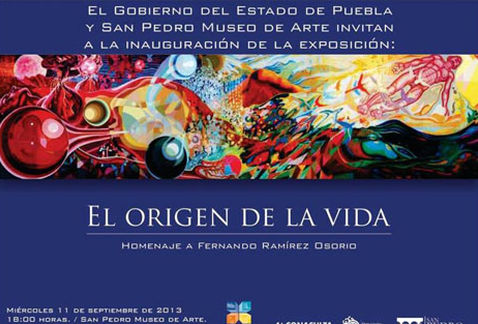 EL GOBIERNO DEL ESTADO DE PUEBLA
Y SAN PEDRO MUSEO DE ARTE INVITAN
A LA INAUGURACIÓN DE LA EXPOSICIÓN:
EL ORIGEN DE LA VIDA
HOMENAJE A FERNANDO RAMÍREZ OSORIO
MIÉRCOLES 11 DE SEPTIEMBRE DE 2013
18:00 HORAS. / SAN PEDRO MUSEO DE ARTE.
CONACULTA
SAN